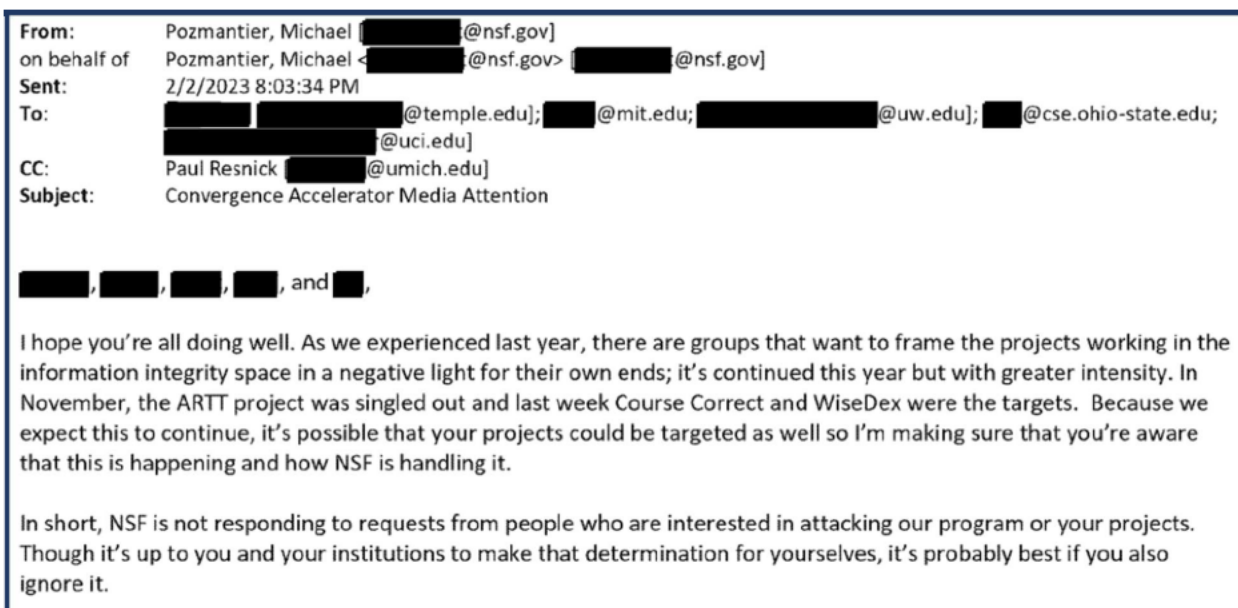 From: Pozmantier, Michael [ @nsf.gov]
on behalf of Pozmantier, Michael < @nsf.gov> [ @nsf.gov]
Sent: 2/2/2023 8:03:34 PM
To: @temple.edu]; @mit.edu; @uw.edu]; @cse.ohio-state.edu;
@uci.edu]
CC: Paul Resnick [ @umich.edu]
Subject: Convergence Accelerator Media Attention
, , , , and ,
I hope you’re all doing well. As we experienced last year, there are groups that want to frame the projects working in the
information integrity space in a negative light for their own ends; it’s continued this year but with greater intensity. In
November, the ARTT project was singled out and last week Course Correct and WiseDex were the targets.  Because we
expect this to continue, it’s possible that your projects could be targeted as well so I’m making sure that you’re aware
that this is happening and how NSF is handling it.
In short, NSF is not responding to requests from people who are interested in attacking our program or your projects.
Though it’s up to you and your institutions to make that determination for yourselves, it’s probably best if you also
ignore it.